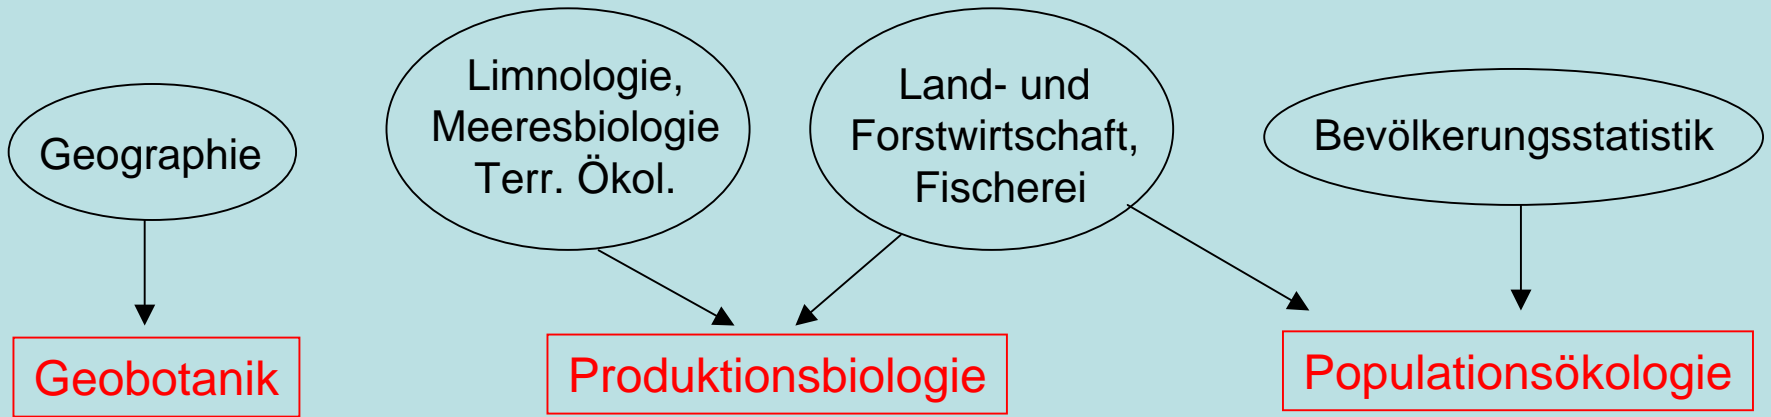 Geographie
Limnologie,
Meeresbiologie
Terr. Ökol.
Land- und
Forstwirtschaft,
Fischerei
Bevölkerungsstatistik
Geobotanik
Produktionsbiologie
Populationsökologie